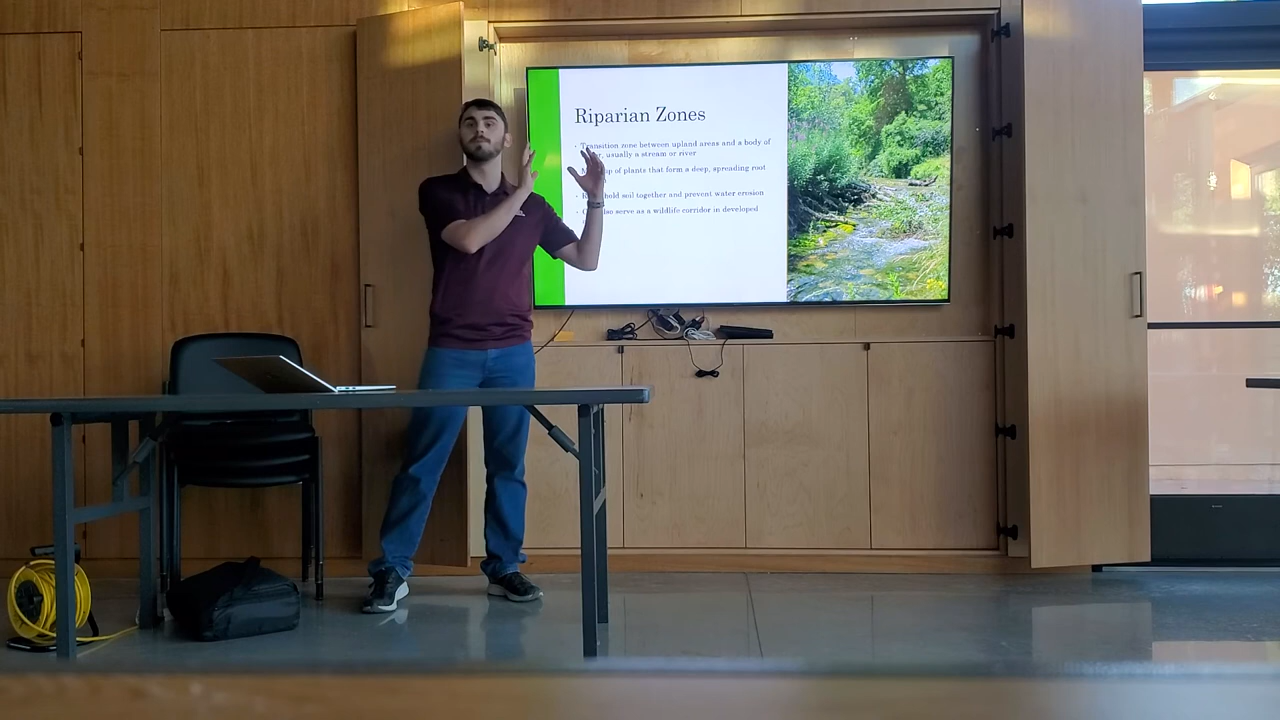 Riparian Zones
- Transition zone between upland areas and a body of
, usually a stream or river
of plants that form a deep, spreading root
hold soil together and prevent water erosion
also serve as a wildlife corridor in developed